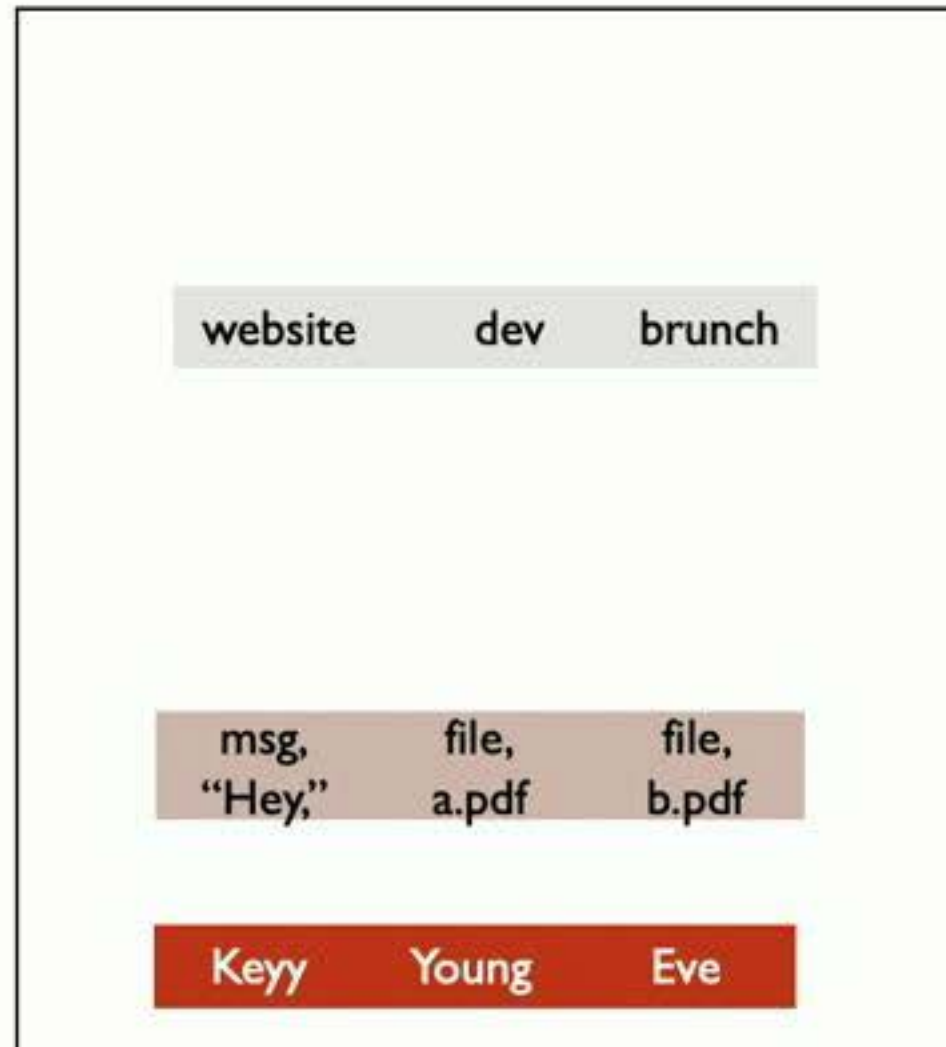 website dev brunch
msg, file, file,
“Hey,” a.pdf b.pdf
Keyy Young Eve